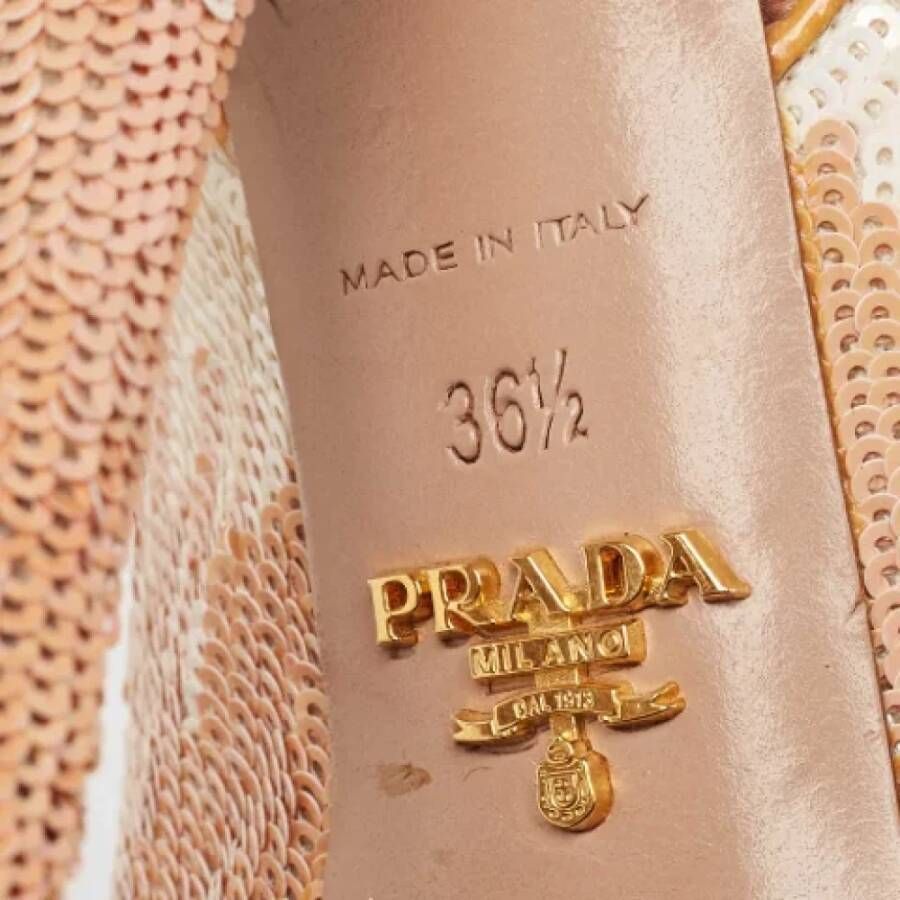 MADE IN ITALY
36½
PRADA
MILANO
DAL 1913